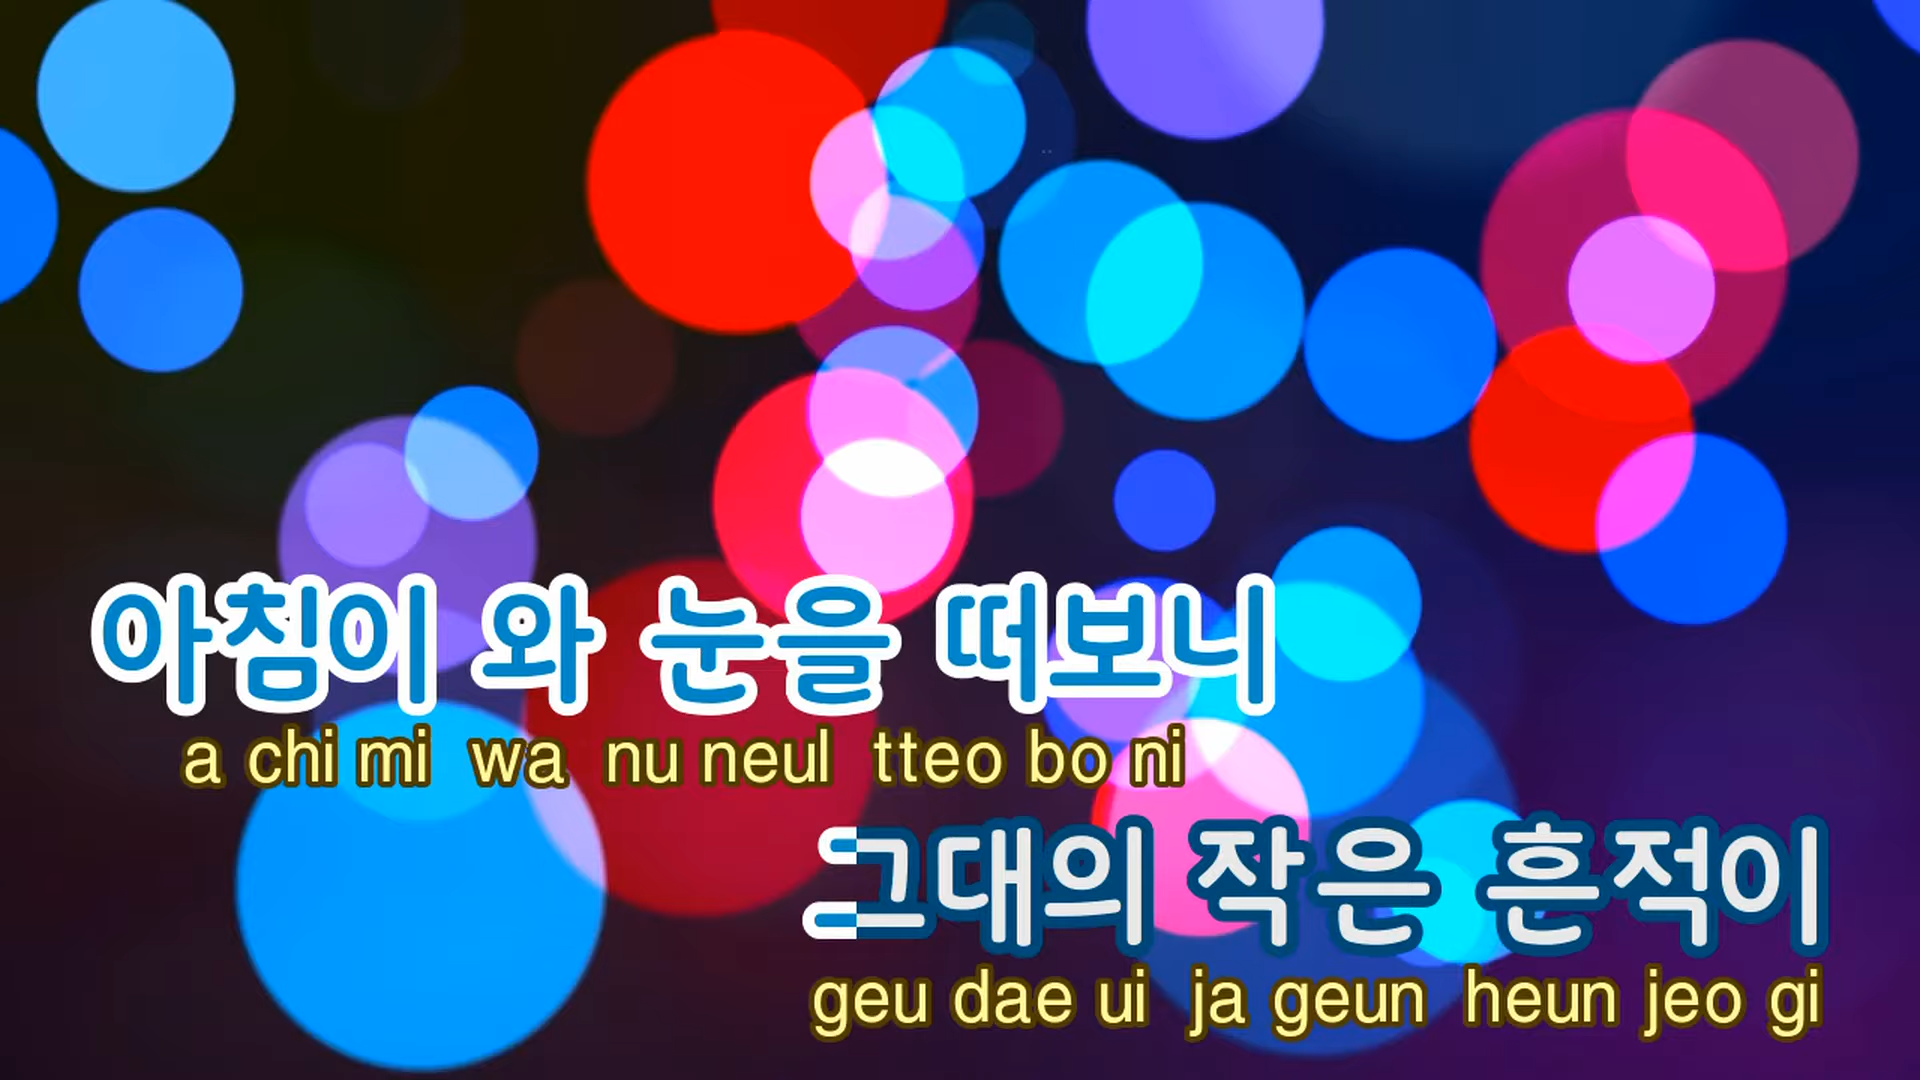 아침이 와 눈을 떠보니
a chi mi wa nu neul tteo bo ni
그대의 작은 흔적이
geu dae ui ja geun heun jeo gi